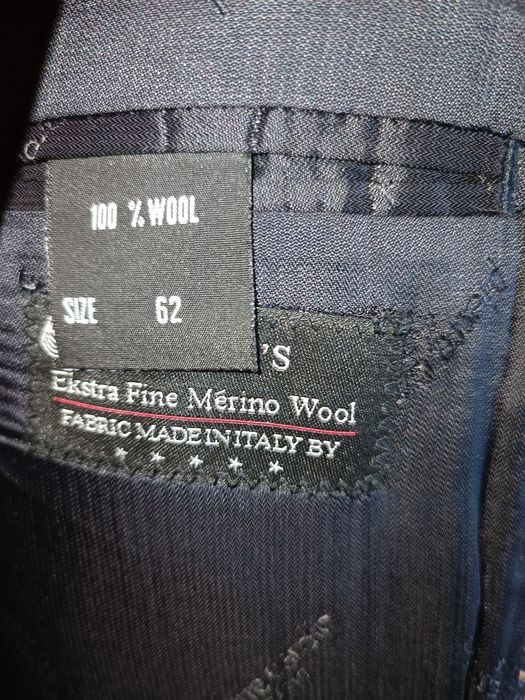 100 % WOOL
SIZE 62
'S
Ekstra Fine Merino Wool
FABRIC MADE IN ITALY BY